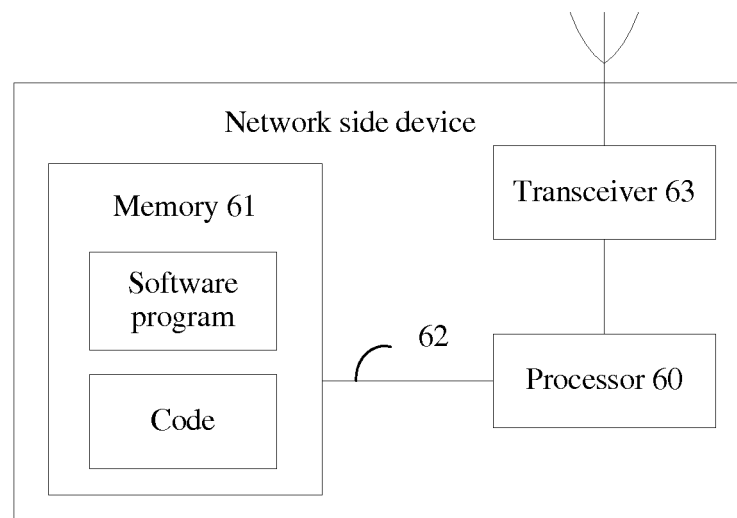 Network side device
Memory 61
Software
program
Code
Transceiver 63
62
Processor 60